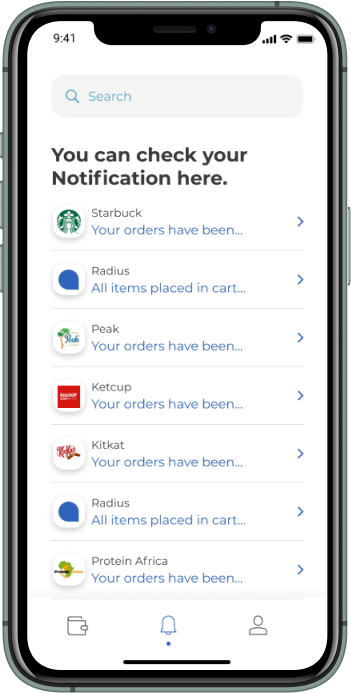 9:41
Search
You can check your
Notification here.
Starbuck
Your orders have been...
Radius
All items placed in cart...
Peak
Peak
Your orders have been...
Ketcup
Your orders have been...
Kitkat
KitKat
Your orders have been...
Radius
All items placed in cart...
Protein Africa
Your orders have been...